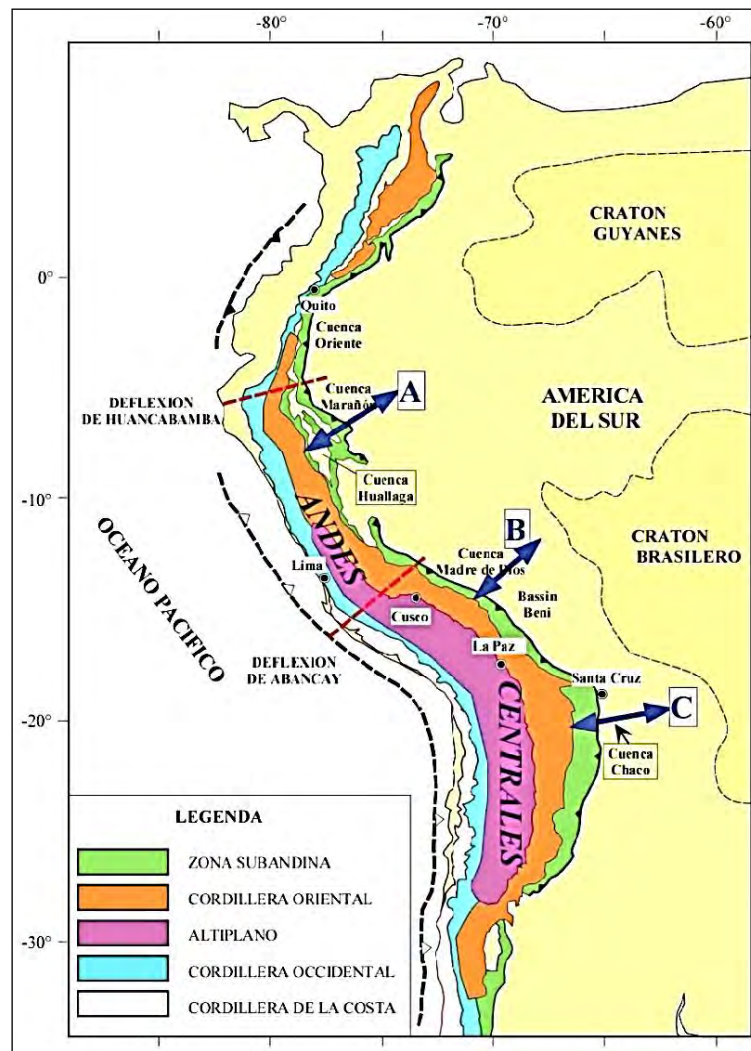 -80°
-70°
-60°
0°
-10°
-20°
-30°
CRATON
GUYANES
Quito
Cuenca
Oriente
DEFLEXION
DE HUANCABAMBA
Cuenca
Marañón
A
AMERICA
DEL SUR
Cuenca
Huallaga
OCEANO PACIFICO
ANDES
B
CRATON
BRASILERO
Lima
Cuenca
Madre de Dios
Bassin
Beni
Cusco
DEFLEXION
DE ABANCAY
La Paz
Santa Cruz
CENTRALES
C
Cuenca
Chaco
LEGENDA
ZONA SUBANDINA
CORDILLERA ORIENTAL
ALTIPLANO
CORDILLERA OCCIDENTAL
CORDILLERA DE LA COSTA